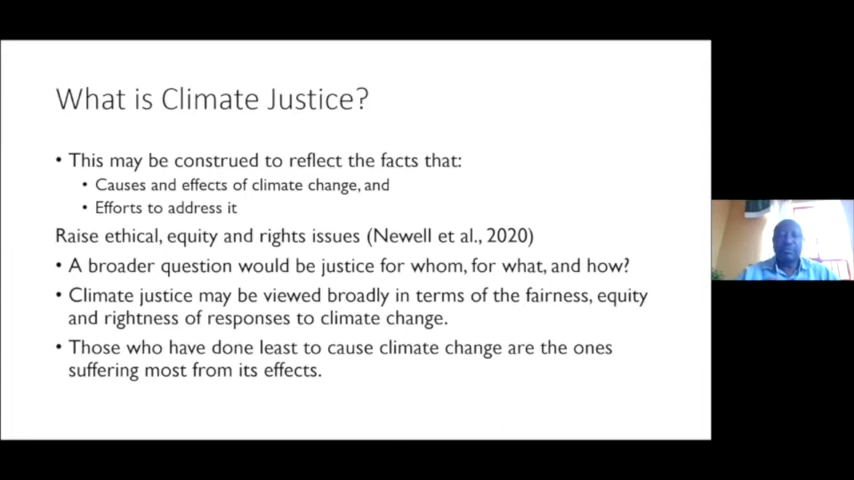 What is Climate Justice?
• This may be construed to reflect the facts that:
• Causes and effects of climate change, and
• Efforts to address it
Raise ethical, equity and rights issues (Newell et al., 2020)
• A broader question would be justice for whom, for what, and how?
• Climate justice may be viewed broadly in terms of the fairness, equity
and rightness of responses to climate change.
• Those who have done least to cause climate change are the ones
suffering most from its effects.